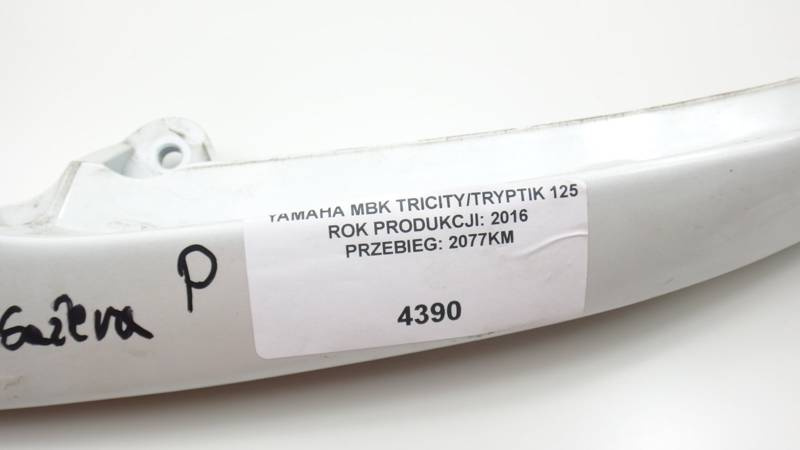 YAMAHA MBK TRICITY/TRYPTIK 125
ROK PRODUKCJI: 2016
PRZEBIEG: 2077KM
4390
P